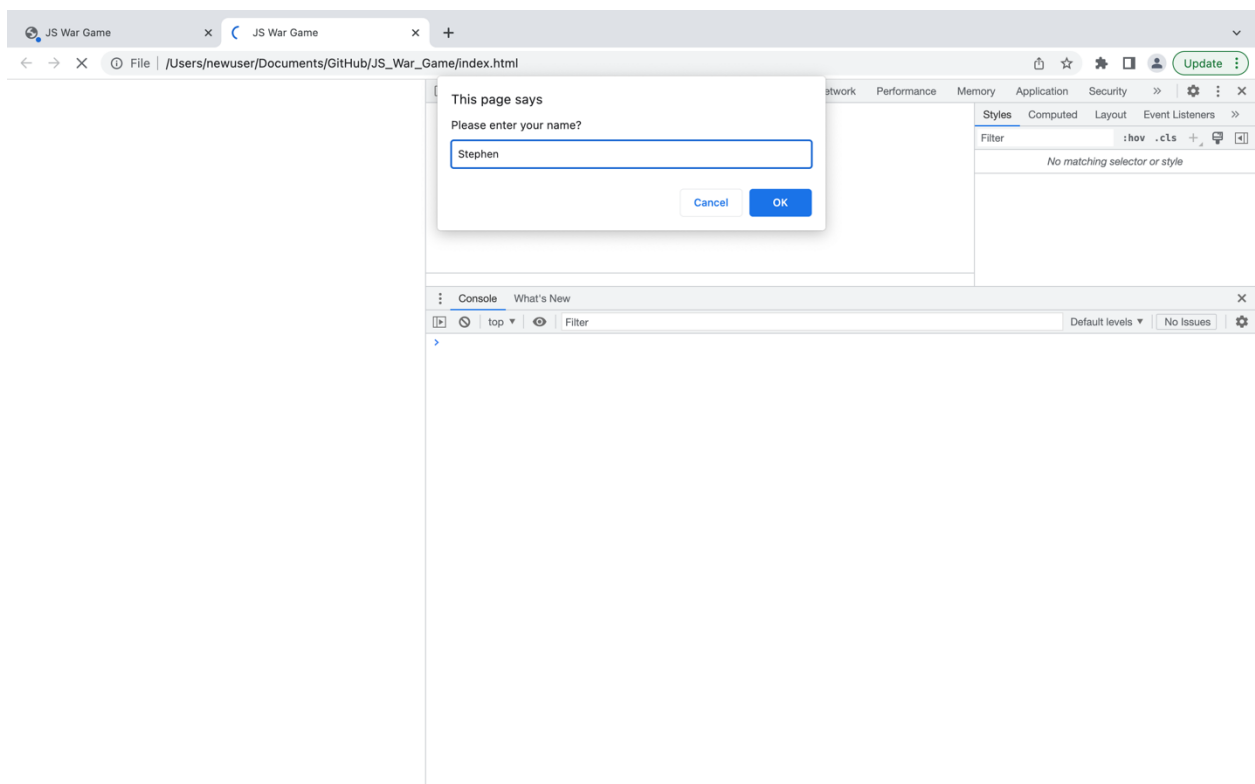 JS War Game
JS War Game
File /Users/newuser/Documents/GitHub/JS_War_Game/index.html Update
This page says
Please enter your name?
Stephen
Cancel OK
Performance Memory Application Security
Styles Computed Layout Event Listeners
Filter :hov .cls
No matching selector or style
Console What's New
top Filter Default levels No Issues